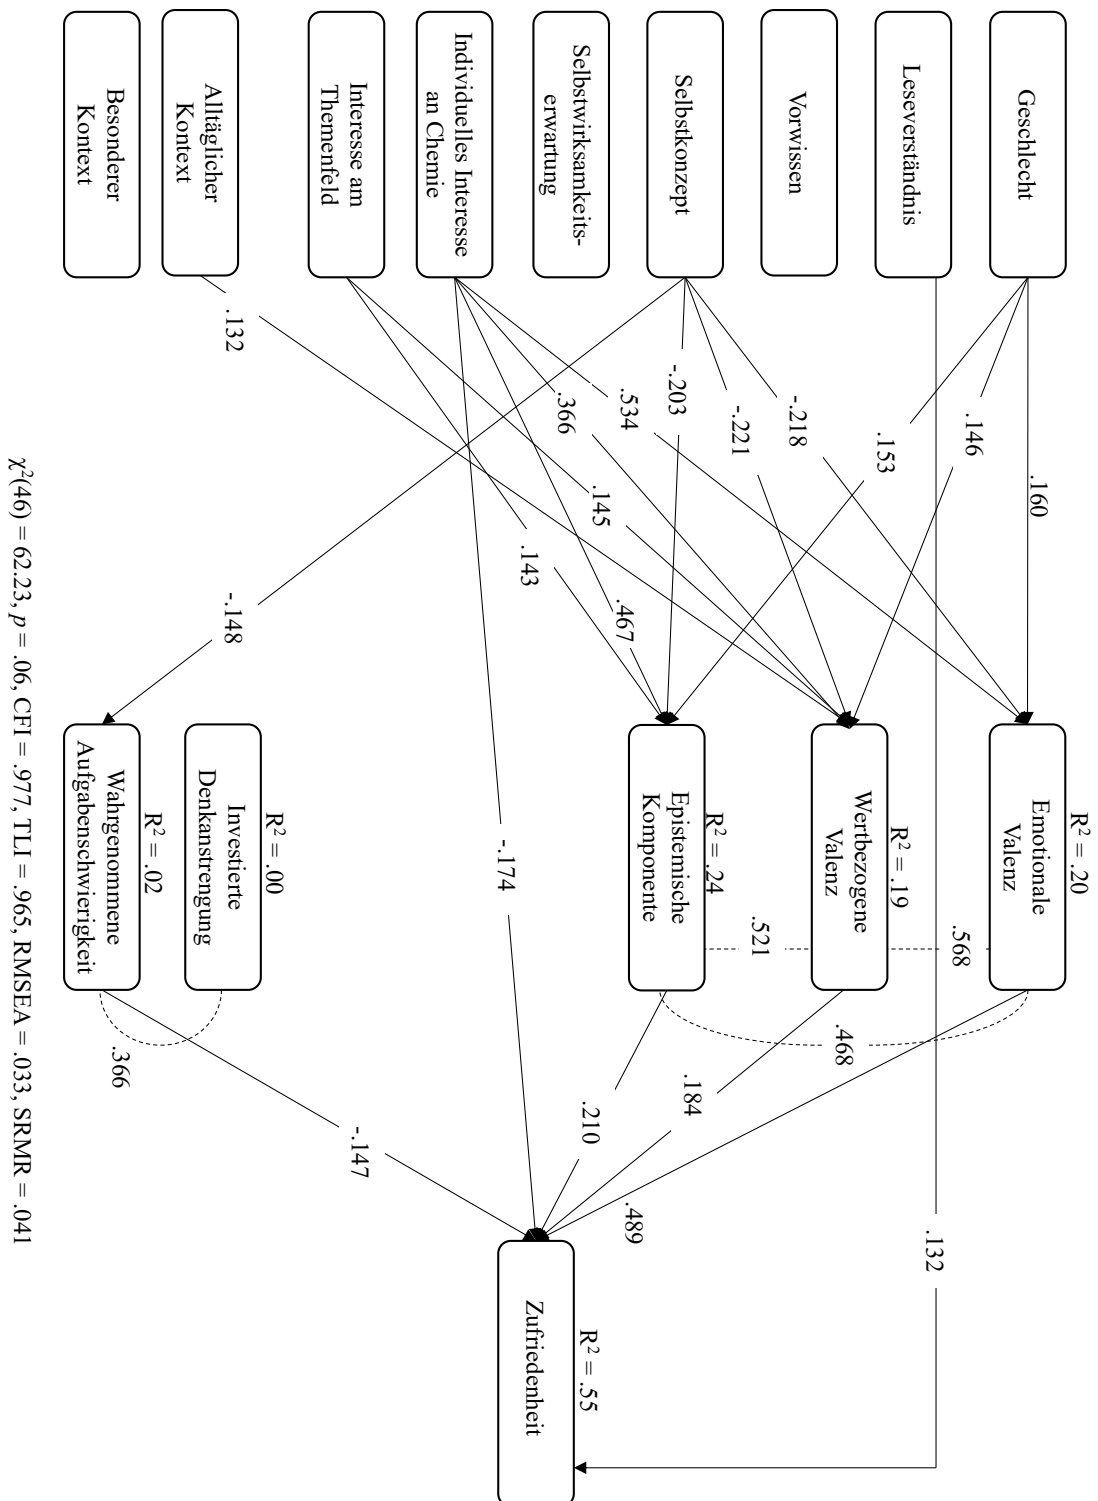 Geschlecht
Leseverständnis
Vorwissen
Selbstkonzept
Selbstwirksamkeits-
erwartung
Individuelles Interesse
an Chemie
Interesse am
Themenfeld
Alltäglicher
Kontext
Besonderer
Kontext
.160
.146
.153
-.218
-.221
-.203
.534
.366
.145
.143
.467
.132
-.148
-.174
R² = .20
Emotionale
Valenz
R² = .19
Wertbezogene
Valenz
R² = .24
Epistemische
Komponente
R² = .00
Investierte
Denkanstrengung
R² = .02
Wahrgenommene
Aufgabenschwierigkeit
.568
.521
.468
.366
.184
.210
.489
-.147
.132
R² = .55
Zufriedenheit
χ²(46) = 62.23, p = .06, CFI = .977, TLI = .965, RMSEA = .033, SRMR = .041